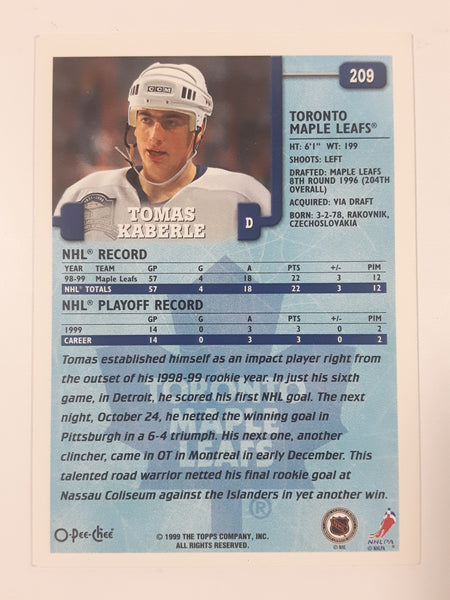 209
CCM
TORONTO
MAPLE LEAFS®
HT: 6'1" WT: 199
SHOOTS: LEFT
DRAFTED: MAPLE LEAFS
8TH ROUND 1996 (204TH
OVERALL)
ACQUIRED: VIA DRAFT
BORN: 3-2-78, RAKOVNIK,
CZECHOSLOVAKIA
TOMAS
KABERLE
D
NHL® RECORD
YEAR TEAM GP G A PTS +/- PIM
98-99 Maple Leafs 57 4 18 22 3 12
NHL® TOTALS 57 4 18 22 3 12
NHL® PLAYOFF RECORD
1999 14 0 3 3 0 2
CAREER 14 0 3 3 0 2
Tomas established himself as an impact player right from
the outset of his 1998-99 rookie year. In just his sixth
game, in Detroit, he scored his first NHL goal. The next
night, October 24, he netted the winning goal in
Pittsburgh in a 6-4 triumph. His next one, another
clincher, came in OT in Montreal in early December. This
talented road warrior netted his final rookie goal at
Nassau Coliseum against the Islanders in yet another win.
TORONTO
MAPLE
LEAFS
®
O-Pee-Chee®
© 1999 THE TOPPS COMPANY, INC.
ALL RIGHTS RESERVED.
© NHL
NHLPA
© NHLPA